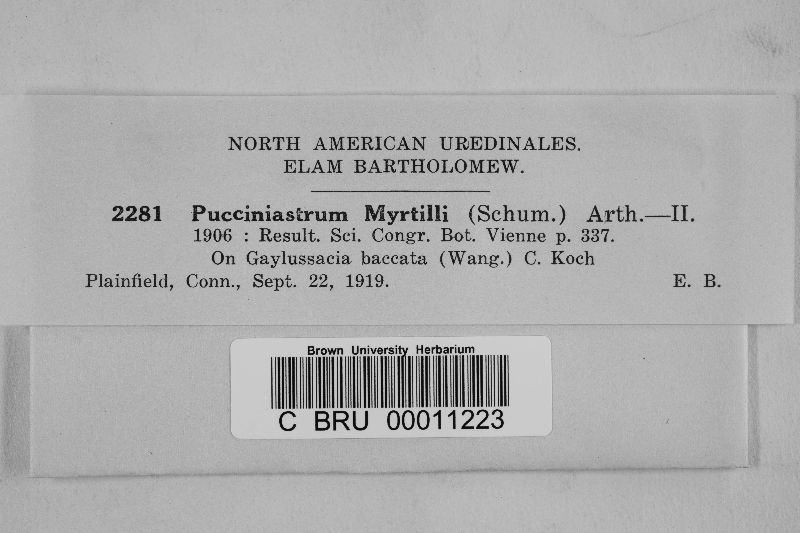 NORTH AMERICAN UREDINALES.
ELAM BARTHOLOMEW.
2281 Pucciniastrum Myrtilli (Schum.) Arth.—II.
1906 : Result. Sci. Congr. Bot. Vienne p. 337.
On Gaylussacia baccata (Wang.) C. Koch
Plainfield, Conn., Sept. 22, 1919. E. B.
Brown University Herbarium
C BRU 00011223